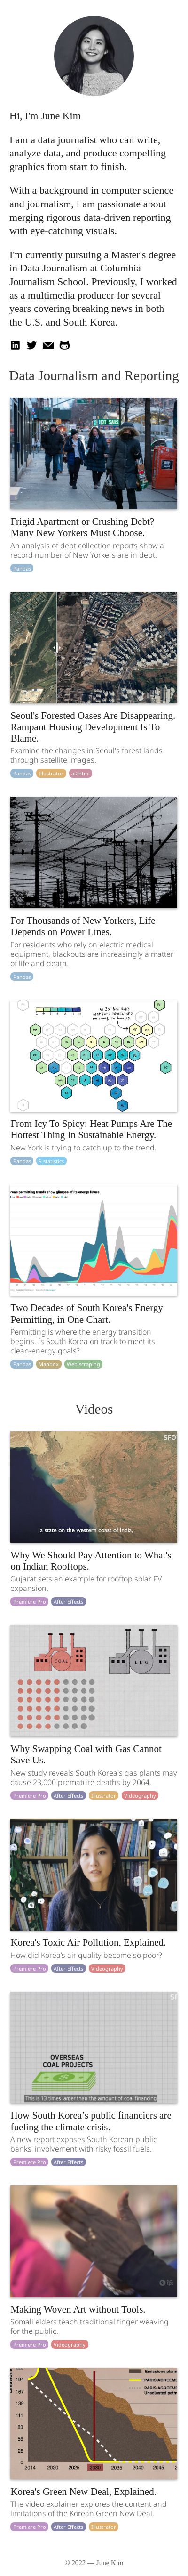 Hi, I'm June Kim
I am a data journalist who can write,
analyze data, and produce compelling
graphics from start to finish.
With a background in computer science
and journalism, I am passionate about
merging rigorous data-driven reporting
with eye-catching visuals.
I'm currently pursuing a Master's degree
in Data Journalism at Columbia
Journalism School. Previously, I worked
as a multimedia producer for several
years covering breaking news in both
the U.S. and South Korea.
Data Journalism and Reporting
Frigid Apartment or Crushing Debt?
Many New Yorkers Must Choose.
An analysis of debt collection reports show a
record number of New Yorkers are in debt.
Pandas
Seoul's Forested Oases Are Disappearing.
Rampant Housing Development Is To
Blame.
Examine the changes in Seoul's forest lands
through satellite images.
Pandas Illustrator ai2html
For Thousands of New Yorkers, Life
Depends on Power Lines.
For residents who rely on electric medical
equipment, blackouts are increasingly a matter
of life and death.
Pandas
From Icy To Spicy: Heat Pumps Are The
Hottest Thing In Sustainable Energy.
New York is trying to catch up to the trend.
Pandas R statistics
Two Decades of South Korea's Energy
Permitting, in One Chart.
Permitting is where the energy transition
begins. Is South Korea on track to meet its
clean-energy goals?
Pandas Mapbox Web scraping
Videos
SFO
a state on the western coast of India.
Why We Should Pay Attention to What's
on Indian Rooftops.
Gujarat sets an example for rooftop solar PV
expansion.
Premiere Pro After Effects
COAL
LNG
Why Swapping Coal with Gas Cannot
Save Us.
New study reveals South Korea's gas plants may
cause 23,000 premature deaths by 2064.
Premiere Pro After Effects Illustrator Videography
Korea's Toxic Air Pollution, Explained.
How did Korea's air quality become so poor?
Premiere Pro After Effects Videography
OVERSEAS
COAL PROJECTS
This is 13 times larger than the amount of coal financing
How South Korea's public financiers are
fueling the climate crisis.
A new report exposes South Korean public
banks' involvement with risky fossil fuels.
Premiere Pro After Effects
Making Woven Art without Tools.
Somali elders teach traditional finger weaving
for the public.
Premiere Pro Videography
Emissions plan
PARIS AGREEM
PARIS AGREEM
Unadjusted path
194
167
139
111
83
56
28
0
2014 2020 2025 2030 2035 2040 205
Korea's Green New Deal, Explained.
The video explainer explores the content and
limitations of the Korean Green New Deal.
Premiere Pro After Effects Illustrator
© 2022 — June Kim